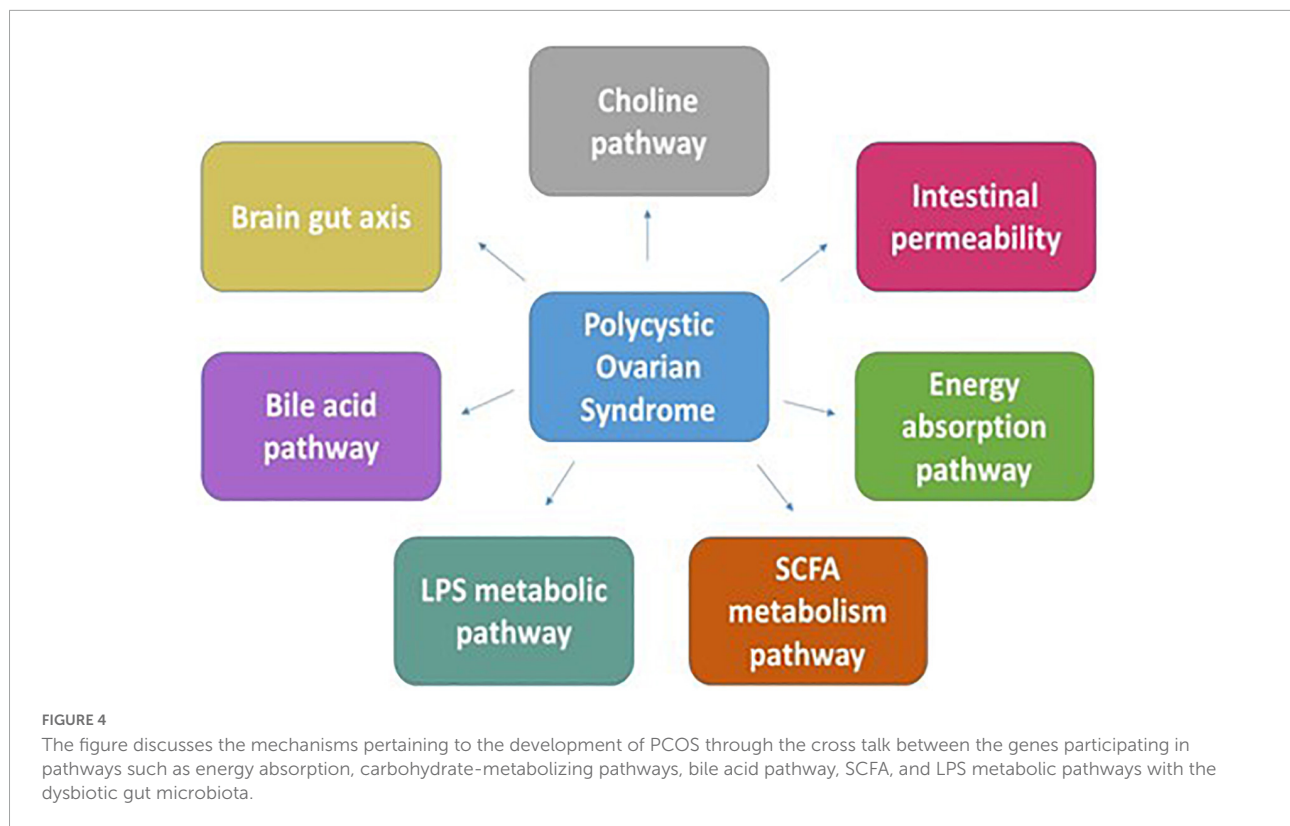 Choline
pathway
Brain gut axis
Intestinal
permeability
Polycystic
Ovarian
Syndrome
Bile acid
pathway
Energy
absorption
pathway
LPS metabolic
pathway
SCFA
metabolism
pathway
FIGURE 4
The figure discusses the mechanisms pertaining to the development of PCOS through the cross talk between the genes participating in
pathways such as energy absorption, carbohydrate-metabolizing pathways, bile acid pathway, SCFA, and LPS metabolic pathways with the
dysbiotic gut microbiota.